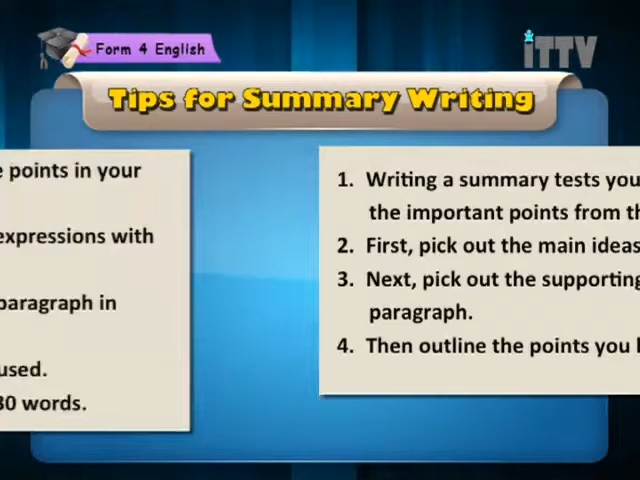 Form 4 English
iTTV
Tips for Summary Writing
points in your
expressions with
paragraph in
used.
words.
1. Writing a summary tests you
the important points from
2. First, pick out the main ideas
3. Next, pick out the supporting
paragraph.
4. Then outline the points you